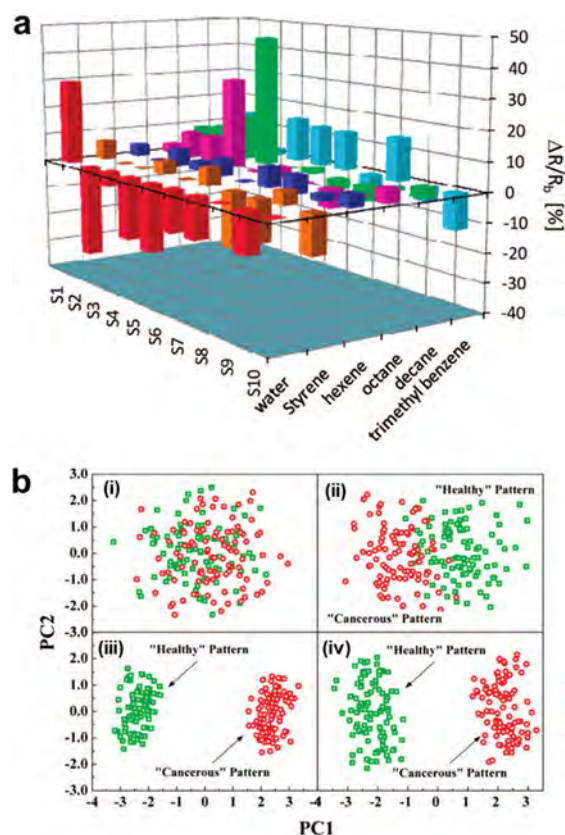 a
50
40
30
20
10
0
-10
-20
-30
-40
ΔR/Rb [%]
S1
S2
S3
S4
S5
S6
S7
S8
S9
S10
water
Styrene
hexene
octane
decane
trimethyl benzene
b
3.0
2.0
1.0
0.0
-1.0
-2.0
-3.0
2.0
1.0
0.0
-1.0
-2.0
-3.0
PC2
(i)
(ii)
"Healthy" Pattern
"Cancerous" Pattern
(iii)
"Healthy" Pattern
"Cancerous" Pattern
(iv)
"Healthy" Pattern
"Cancerous" Pattern
-4 -3 -2 -1 0 1 2 3 -4 -3 -2 -1 0 1 2 3
PC1